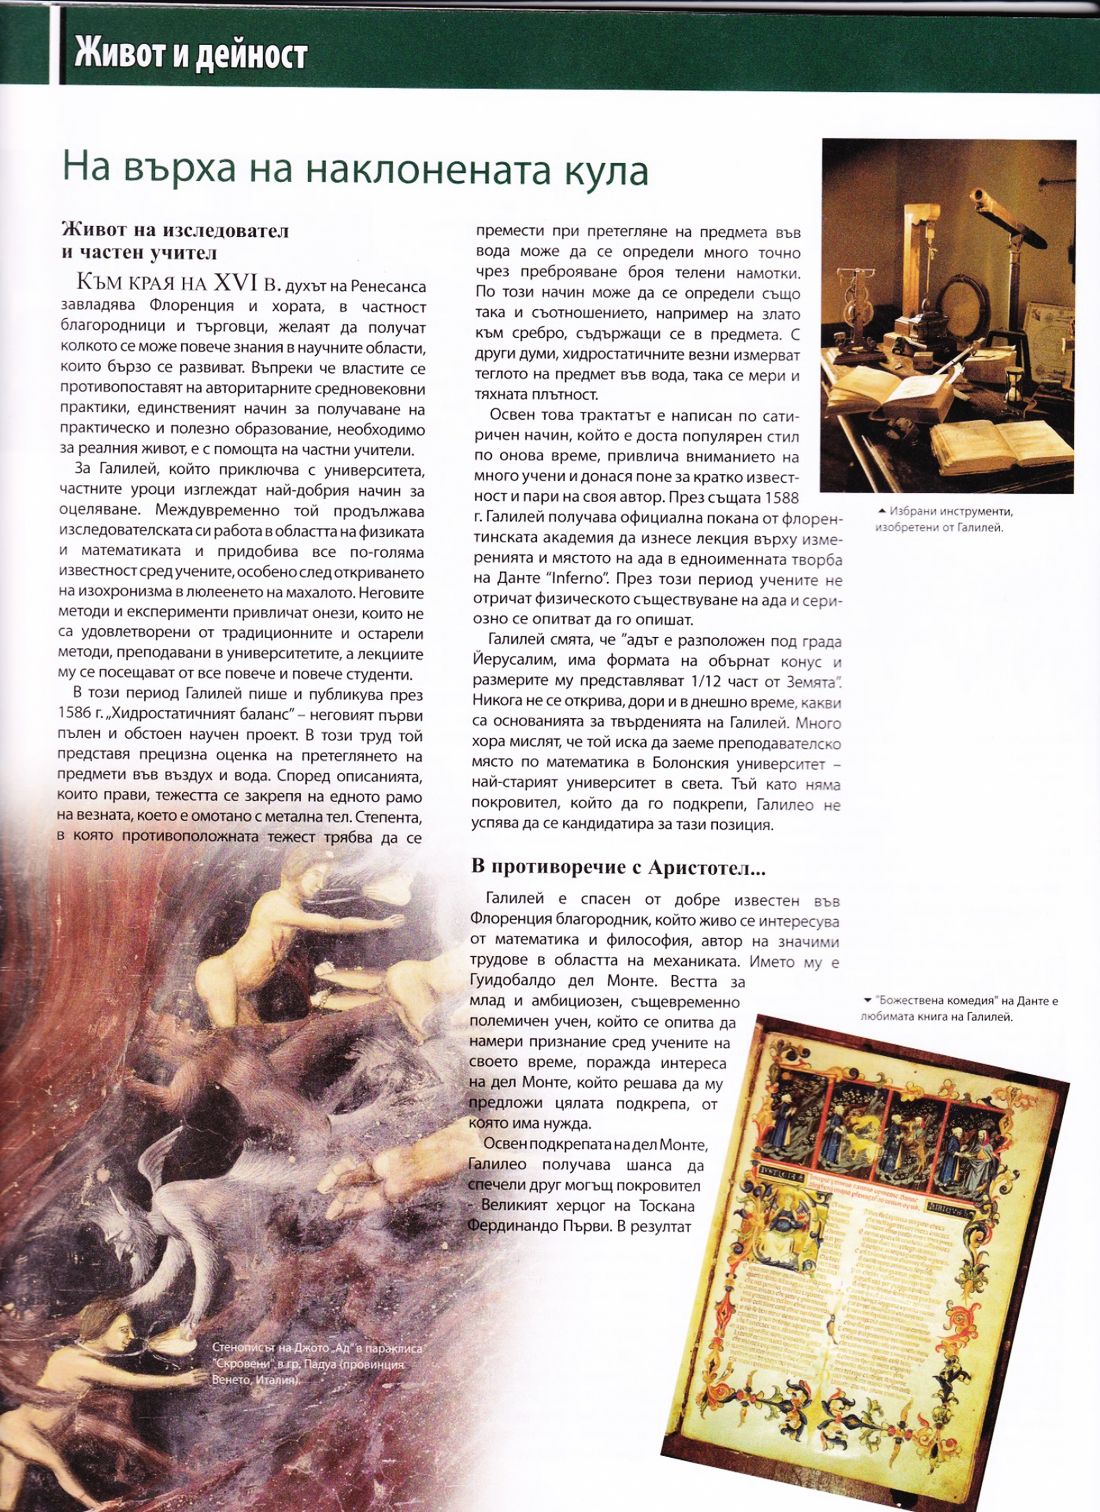 Живот и дейност
На върха на наклонената кула
Живот на изследовател
и частен учител
Към края на XVI в. духът на Ренесанса
завладява Флоренция и хората, в частност
благородници и търговци, желаят да получат
колкото се може повече знания в научните области,
които бързо се развиват. Въпреки че властите се
противопоставят на авторитарните средновековни
практики, единственият начин за получаване на
практическо и полезно образование, необходимо
за реалния живот, е с помощта на частни учители.
За Галилей, който приключва с университета,
частните уроци изглеждат най-добрия начин за
оцеляване. Междувременно той продължава
изследователската си работа в областта на физиката
и математиката и придобива все по-голяма
известност сред учените, особено след откриването
на изохронизма в люлеенето на махалото. Неговите
методи и експерименти привличат онези, които не
са удовлетворени от традиционните и остарели
методи, преподавани в университетите, а лекциите
му се посещават от все повече и повече студенти.
В този период Галилей пише и публикува през
1586 г. „Хидростатичният баланс” – неговият първи
пълен и обстоен научен проект. В този труд той
представя прецизна оценка на претеглянето на
предмети във въздух и вода. Според описанията,
които прави, тежестта се закрепя на едното рамо
на везната, което е омотано с метална тел. Степента,
в която противоположната тежест трябва да се
премести при претегляне на предмета във
вода може да се определи много точно
чрез преброяване броя телени намотки.
По този начин може да се определи също
така и съотношението, например на злато
към сребро, съдържащи се в предмета. С
други думи, хидростатичните везни измерват
теглото на предмет във вода, така се мери и
тяхната плътност.
Освен това трактатът е написан по сати-
ричен начин, който е доста популярен стил
по онова време, привлича вниманието на
много учени и донася поне за кратко извест-
ност и пари на своя автор. През същата 1588
г. Галилей получава официална покана от флорен-
тинската академия да изнесе лекция върху изме-
ренията и мястото на ада в едноименната творба
на Данте “Inferno”. През този период учените не
отричат физическото съществуване на ада и сери-
озно се опитват да го опишат.
Галилей смята, че ”адът е разположен под града
Йерусалим, има формата на обърнат конус и
размерите му представляват 1/12 част от Земята”.
Никога не се открива, дори и в днешно време, какви
са основанията за твърденията на Галилей. Много
хора мислят, че той иска да заеме преподавателско
място по математика в Болонския университет –
най-старият университет в света. Тъй като няма
покровител, който да го подкрепи, Галилео не
успява да се кандидатира за тази позиция.
В противоречие с Аристотел...
Галилей е спасен от добре известен във
Флоренция благородник, който живо се интересува
от математика и философия, автор на значими
трудове в областта на механиката. Името му е
Гуидобалдо дел Монте. Вестта за
млад и амбициозен, същевременно
полемичен учен, който се опитва да
намери признание сред учените на
своето време, поражда интереса
на дел Монте, който решава да му
предложи цялата подкрепа, от
която има нужда.
Освен подкрепата на дел Монте,
Галилео получава шанса да
спечели друг могъщ покровител
- Великият херцог на Тоскана
Фердинандо Първи. В резултат
Избрани инструменти,
изобретени от Галилей.
"Божествена комедия" на Данте е
любимата книга на Галилей.
Стенописът на Джото „Ад” в параклиса
"Скровени" в гр. Падуа (провинция
Венето, Италия).